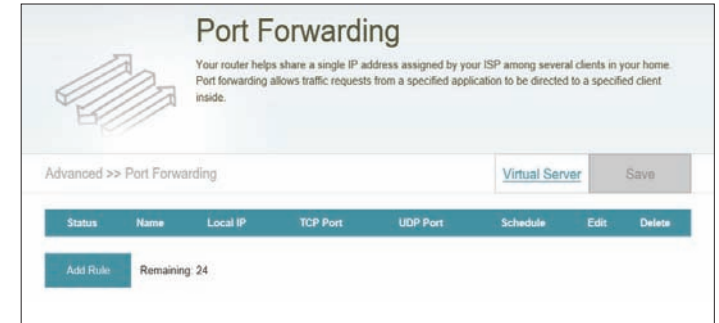 Port Forwarding
Your router helps share a single IP address assigned by your ISP among several clients in your home.
Port forwarding allows traffic requests from a specified application to be directed to a specified client
inside.
Advanced >> Port Forwarding
Virtual Server
Save
Status Name Local IP TCP Port UDP Port Schedule Edit Delete
Add Rule
Remaining: 24